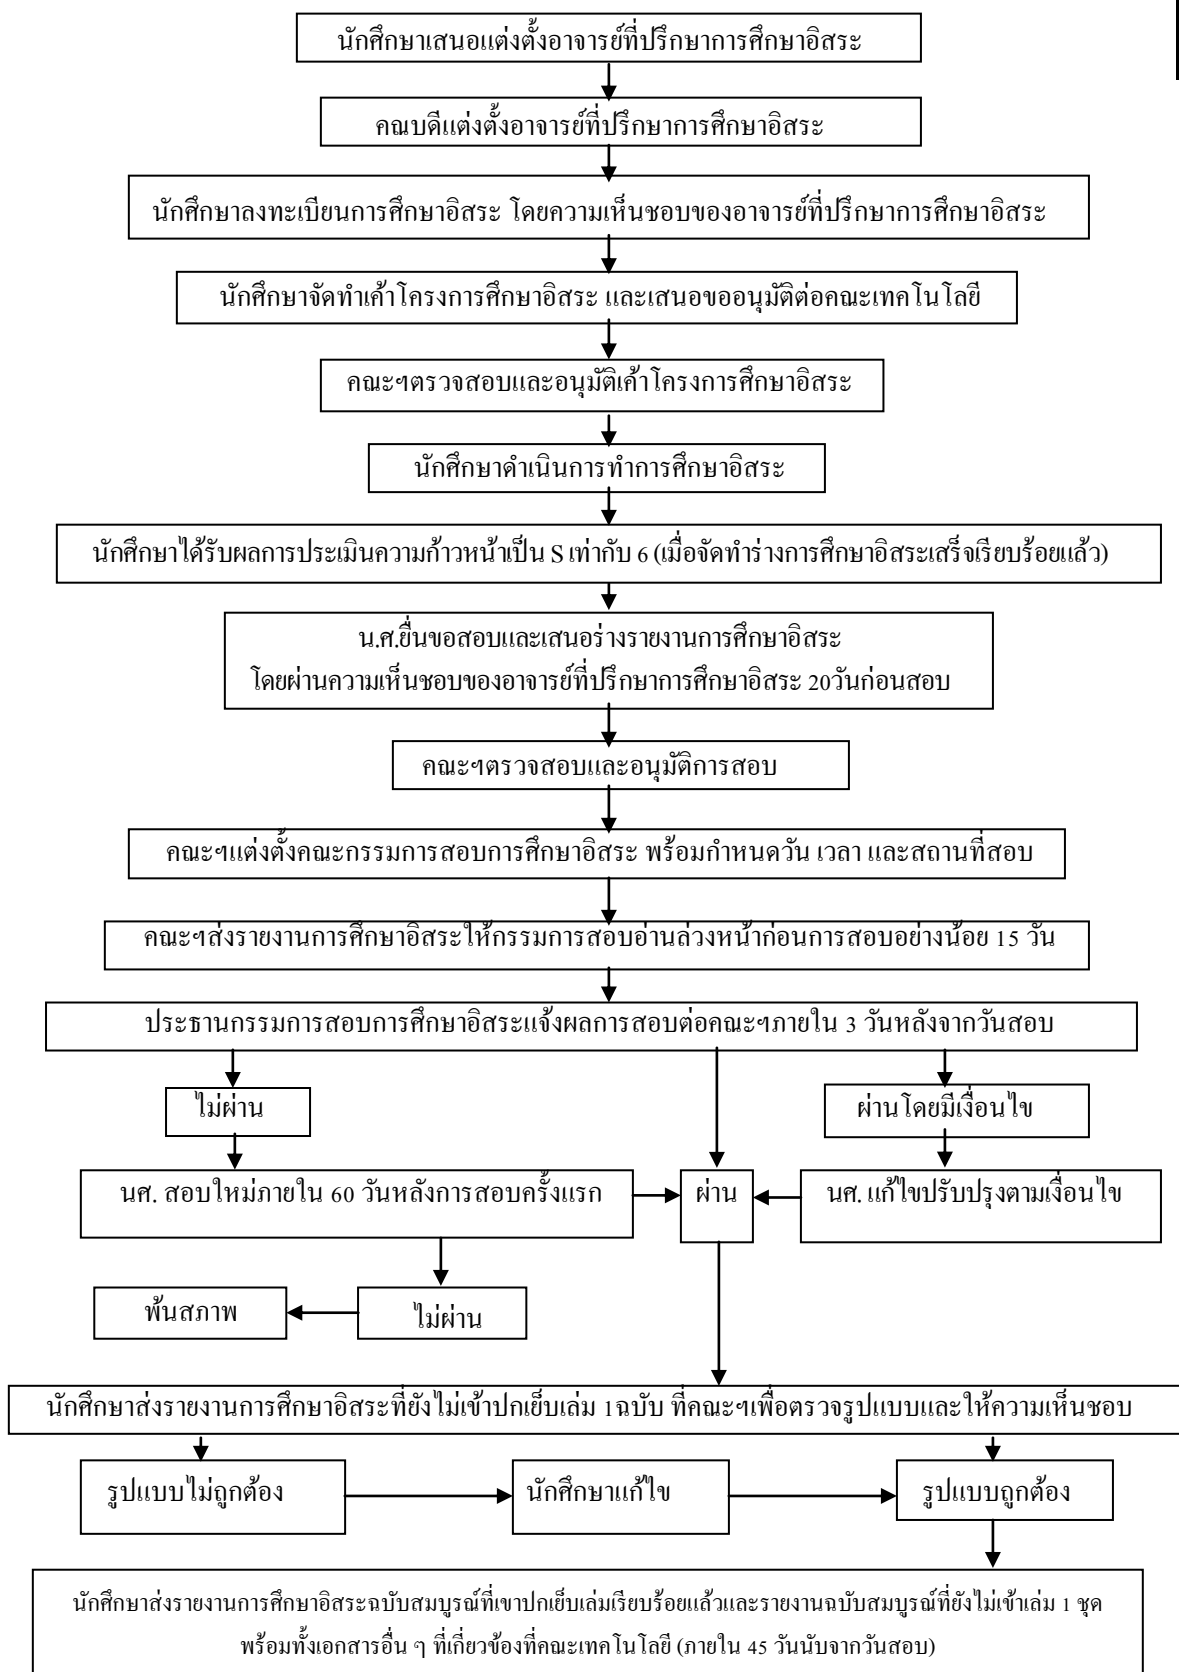 นักศึกษาเสนอแต่งตั้งอาจารย์ที่ปรึกษาการศึกษาอิสระ
คณบดีแต่งตั้งอาจารย์ที่ปรึกษาการศึกษาอิสระ
นักศึกษาลงทะเบียนการศึกษาอิสระ โดยความเห็นชอบของอาจารย์ที่ปรึกษาการศึกษาอิสระ
นักศึกษาจัดทำเค้าโครงการศึกษาอิสระ และเสนอขออนุมัติต่อคณะเทคโนโลยี
คณะฯตรวจสอบและอนุมัติเค้าโครงการศึกษาอิสระ
นักศึกษาดำเนินการทำการศึกษาอิสระ
นักศึกษาได้รับผลการประเมินความก้าวหน้าเป็น S เท่ากับ 6 (เมื่อจัดทำร่างการศึกษาอิสระเสร็จเรียบร้อยแล้ว)
น.ศ.ยื่นขอสอบและเสนอร่างรายงานการศึกษาอิสระ
โดยผ่านความเห็นชอบของอาจารย์ที่ปรึกษาการศึกษาอิสระ 20วันก่อนสอบ
คณะฯตรวจสอบและอนุมัติการสอบ
คณะฯแต่งตั้งคณะกรรมการสอบการศึกษาอิสระ พร้อมกำหนดวัน เวลา และสถานที่สอบ
คณะฯส่งรายงานการศึกษาอิสระให้กรรมการสอบอ่านล่วงหน้าก่อนการสอบอย่างน้อย 15 วัน
ประธานกรรมการสอบการศึกษาอิสระแจ้งผลการสอบต่อคณะฯภายใน 3 วันหลังจากวันสอบ
ไม่ผ่าน
ผ่านโดยมีเงื่อนไข
นศ. สอบใหม่ภายใน 60 วันหลังการสอบครั้งแรก
ผ่าน
นศ. แก้ไขปรับปรุงตามเงื่อนไข
พ้นสภาพ
ไม่ผ่าน
นักศึกษาส่งรายงานการศึกษาอิสระที่ยังไม่เข้าปกเย็บเล่ม 1ฉบับ ที่คณะฯเพื่อตรวจรูปแบบและให้ความเห็นชอบ
รูปแบบไม่ถูกต้อง
นักศึกษาแก้ไข
รูปแบบถูกต้อง
นักศึกษาส่งรายงานการศึกษาอิสระฉบับสมบูรณ์ที่เขาปกเย็บเล่มเรียบร้อยแล้วและรายงานฉบับสมบูรณ์ที่ยังไม่เข้าเล่ม 1 ชุด
พร้อมทั้งเอกสารอื่น ๆ ที่เกี่ยวข้องที่คณะเทคโนโลยี (ภายใน 45 วันนับจากวันสอบ)